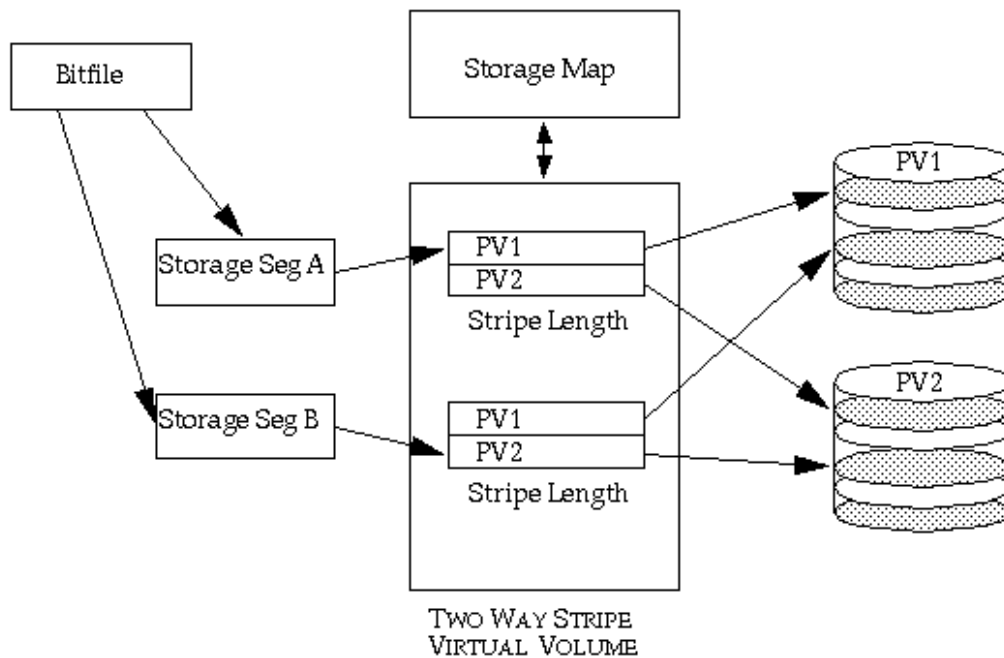 Bitfile
Storage Map
Storage Seg A
Storage Seg B
PV1
PV2
Stripe Length
PV1
PV2
Stripe Length
TWO WAY STRIPE
VIRTUAL VOLUME
PV1
PV2